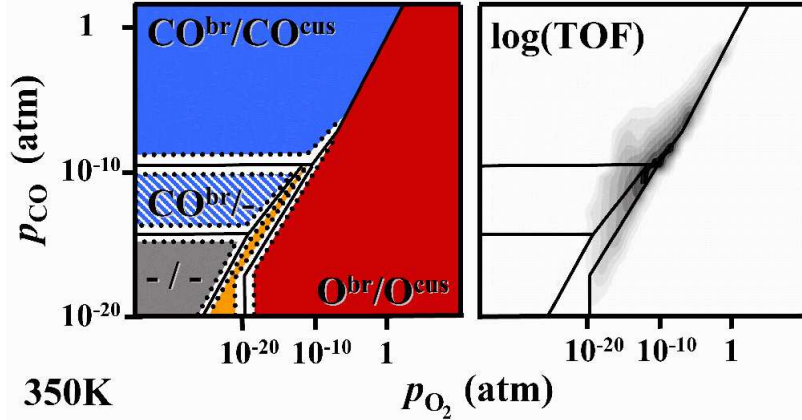 1
10⁻¹⁰
10⁻²⁰
p_CO (atm)
CO^br/CO^cus
CO^br/-
- / -
O^br/O^cus
log(TOF)
10⁻²⁰ 10⁻¹⁰ 1
10⁻²⁰ 10⁻¹⁰ 1
350K
p_O₂ (atm)